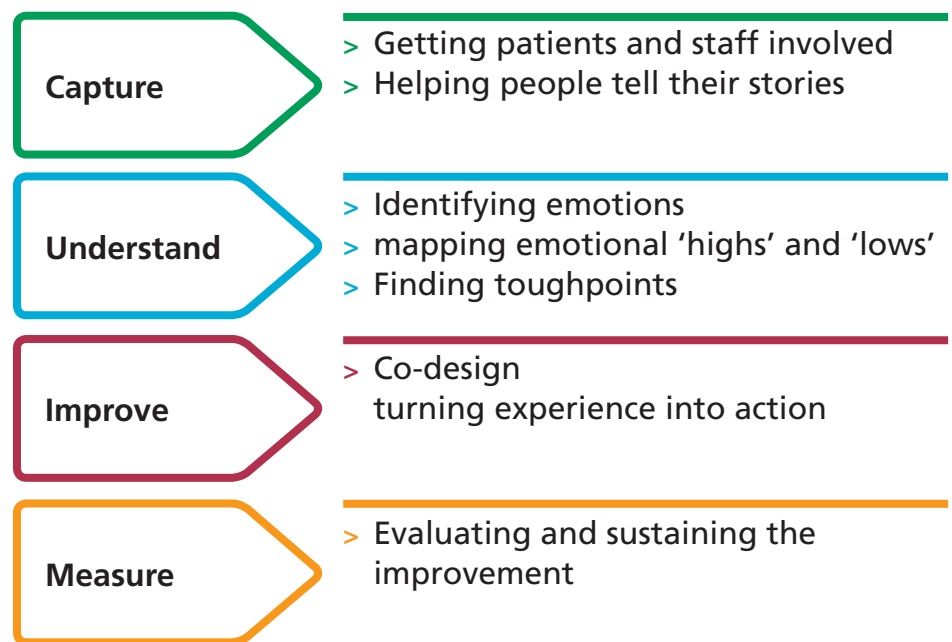 Capture
> Getting patients and staff involved
> Helping people tell their stories
Understand
> Identifying emotions
> mapping emotional ‘highs’ and ‘lows’
> Finding toughpoints
Improve
> Co-design
turning experience into action
Measure
> Evaluating and sustaining the
improvement